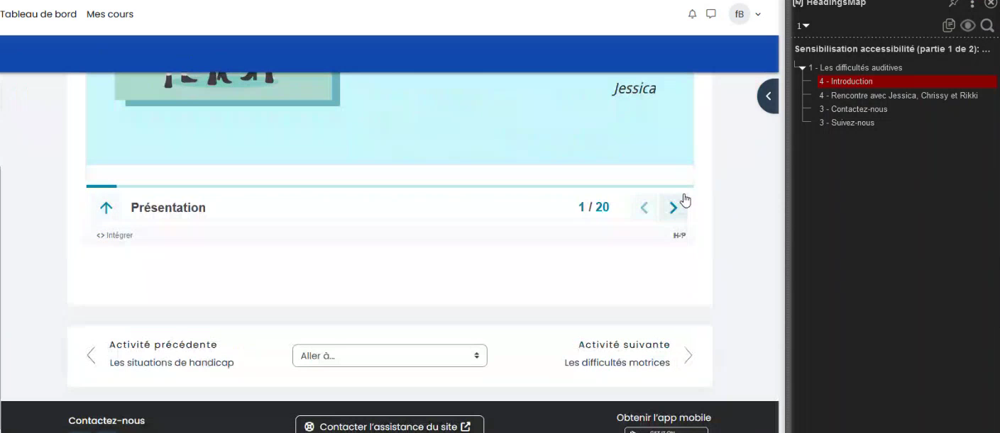 Tableau de bord Mes cours
fB
Jessica
Présentation
1 / 20
<> Intégrer
H-P
Activité précédente
Les situations de handicap
Aller à...
Activité suivante
Les difficultés motrices
Contactez-nous
Contacter l'assistance du site
Obtenir l'app mobile
GET IT ON
HeadingsMap
1
Sensibilisation accessibilité (partie 1 de 2): ...
1 - Les difficultés auditives
4 - Introduction
4 - Rencontre avec Jessica, Chrissy et Rikki
3 - Contactez-nous
3 - Suivez-nous